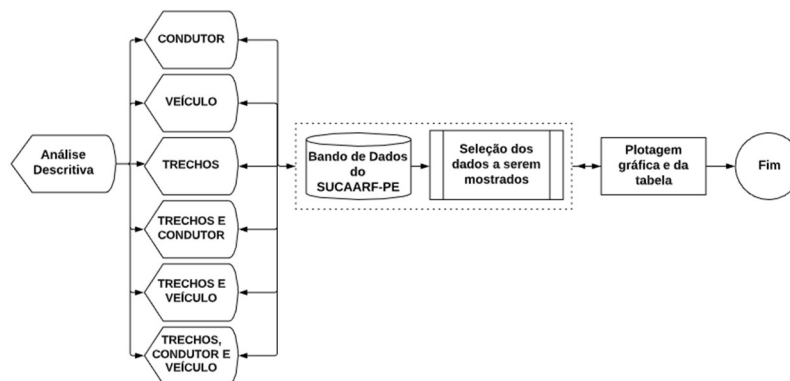 Análise
Descritiva
CONDUTOR
VEÍCULO
TRECHOS
TRECHOS E
CONDUTOR
TRECHOS E
VEÍCULO
TRECHOS,
CONDUTOR E
VEÍCULO
Bando de Dados
do
SUCAARF-PE
Seleção dos
dados a serem
mostrados
Plotagem
gráfica e da
tabela
Fim